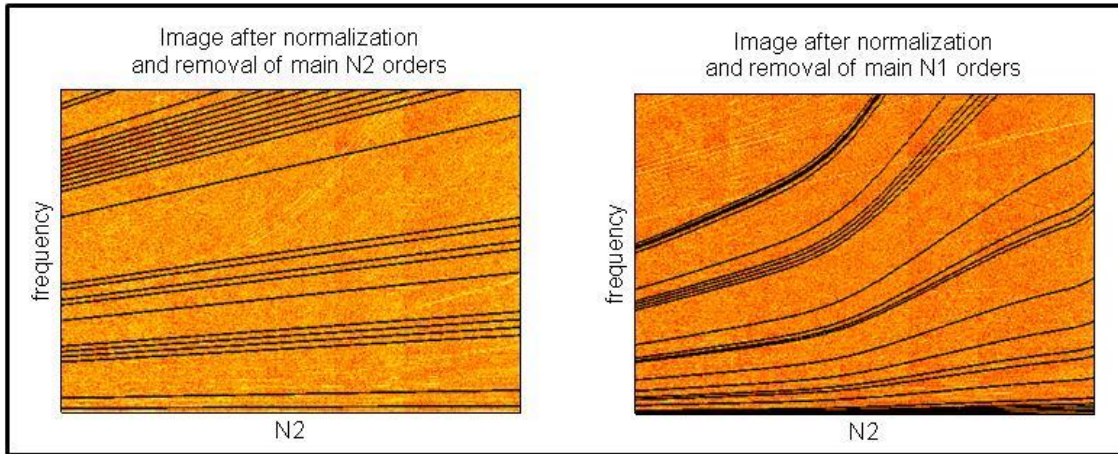 Image after normalization
and removal of main N2 orders
frequency
N2
Image after normalization
and removal of main N1 orders
frequency
N2